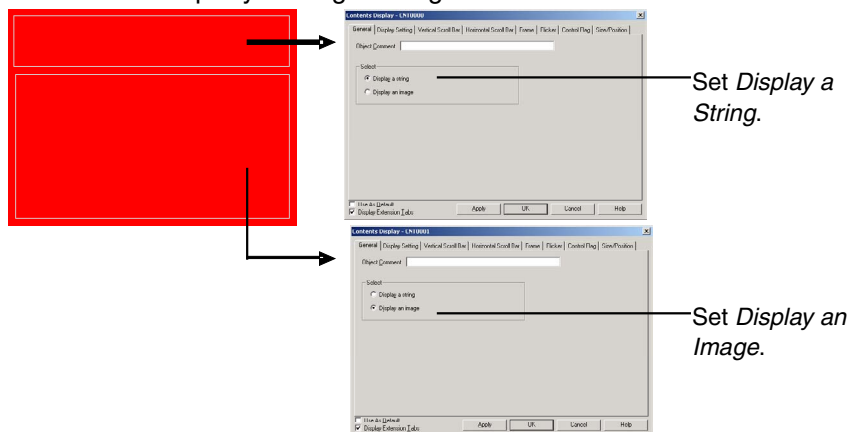 Contents Display - CNT0000
General Display Setting Vertical Scroll Bar Horizontal Scroll Bar Frame Flicker Control Flag Size/Position
Object Comment
Select
Display a string
Display an image
Use As Default
Display Extension Tabs
Apply OK Cancel Help
Set Display a
String.
Contents Display - CNT0001
General Display Setting Vertical Scroll Bar Horizontal Scroll Bar Frame Flicker Control Flag Size/Position
Object Comment
Select
Display a string
Display an image
Use As Default
Display Extension Tabs
Apply OK Cancel Help
Set Display an
Image.